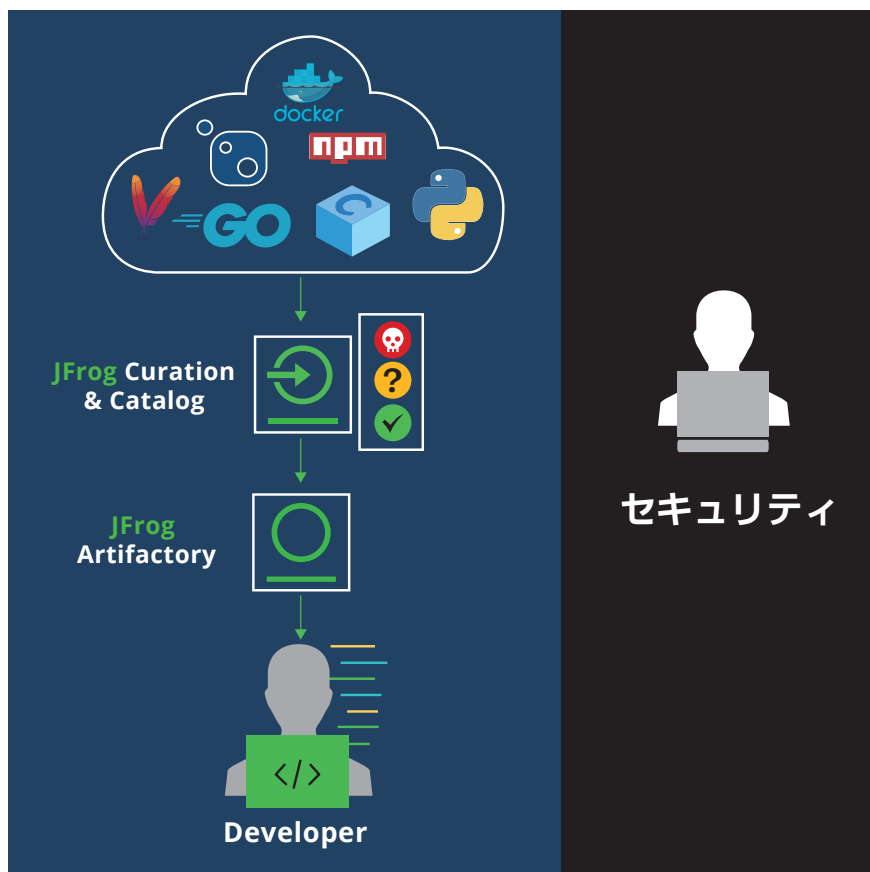 docker
npm
GO
C
JFrog Curation
& Catalog
?
JFrog
Artifactory
</>
Developer
セキュリティ